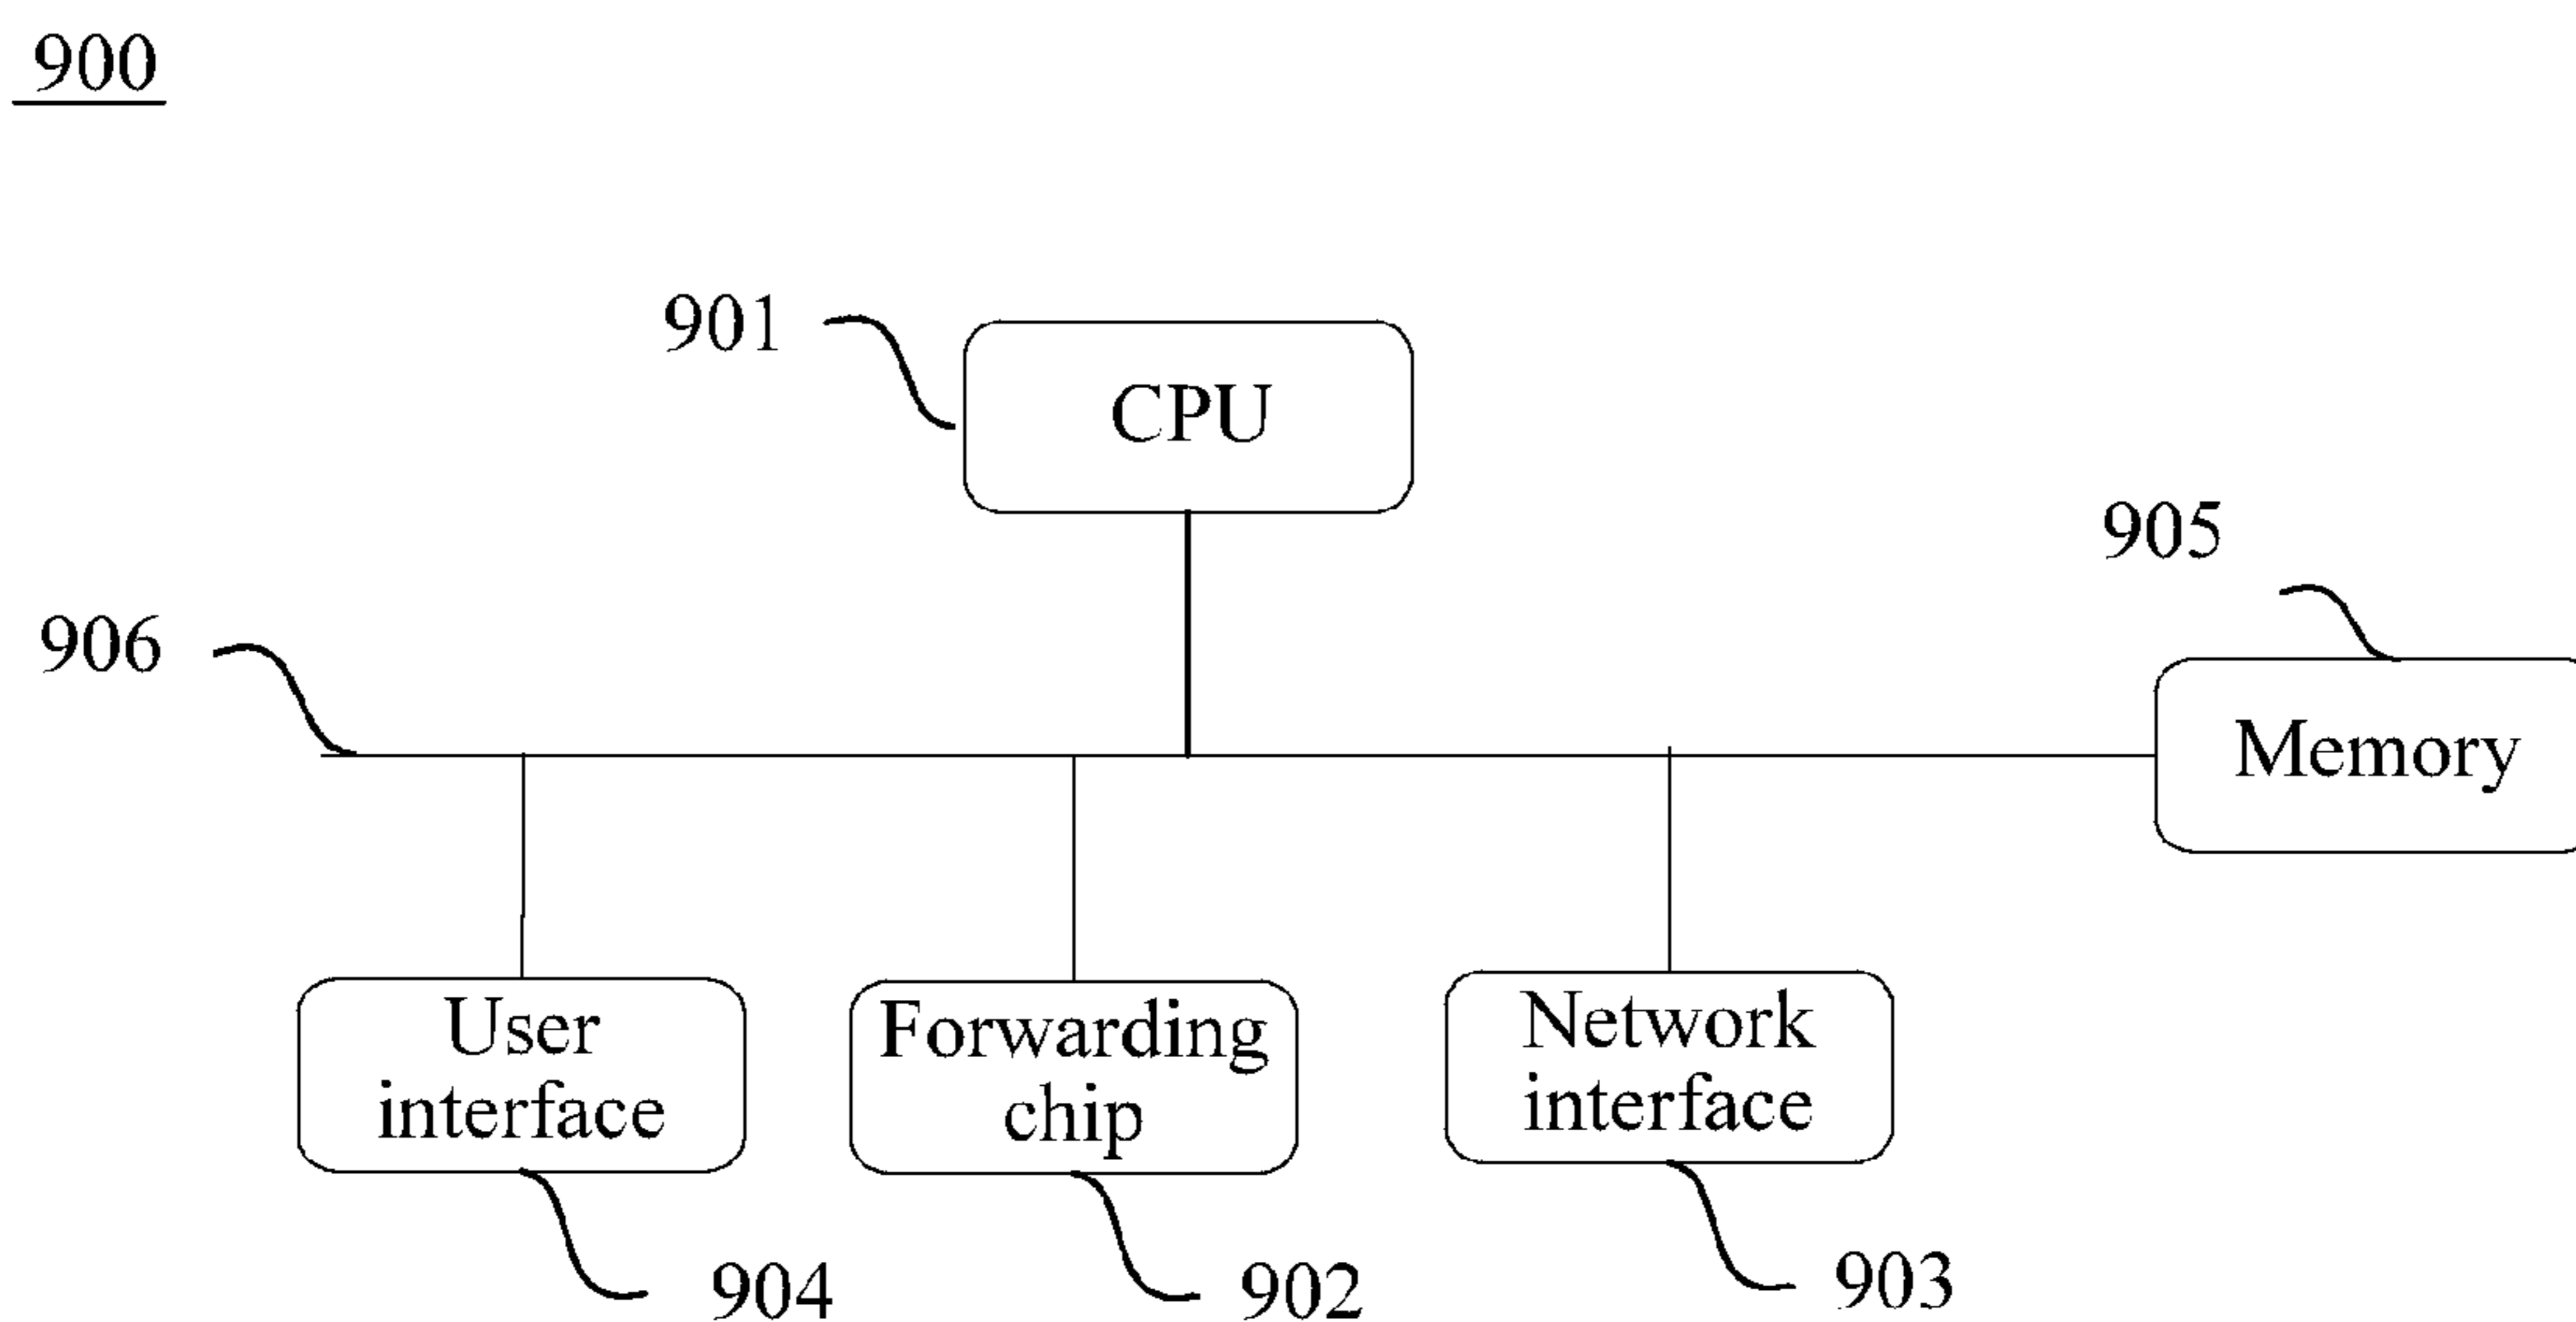 900
901
CPU
905
906
Memory
User
interface
Forwarding
chip
Network
interface
904
902
903